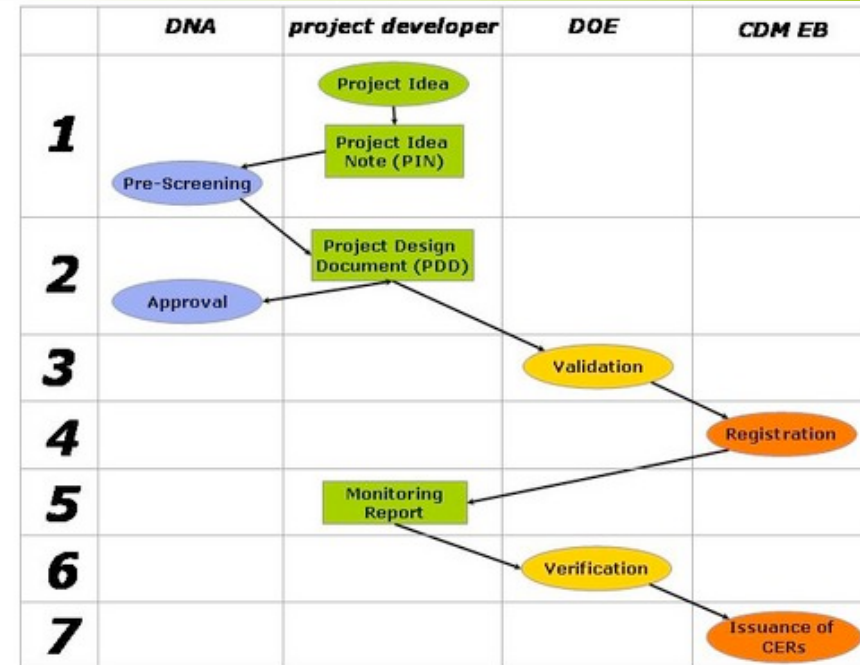 DNA project developer DOE CDM EB
1
Project Idea
Project Idea
Note (PIN)
Pre-Screening
2
Project Design
Document (PDD)
Approval
3
Validation
4
Registration
5
Monitoring
Report
6
Verification
7
Issuance of
CERs